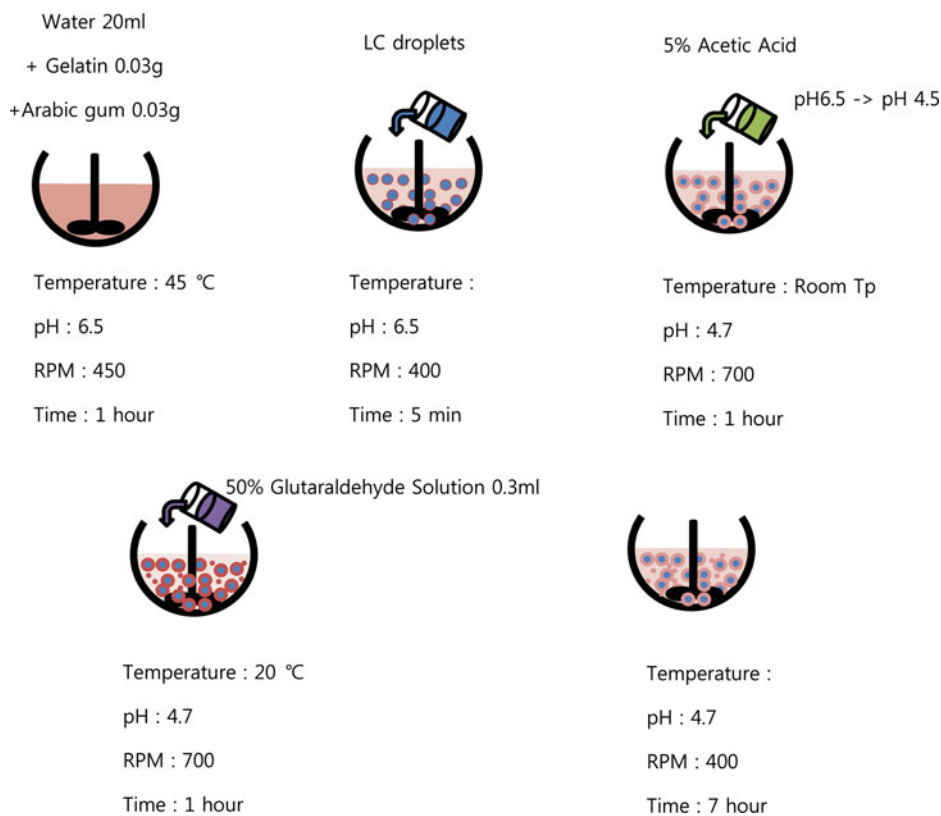 Water 20ml
+ Gelatin 0.03g
+Arabic gum 0.03g
Temperature : 45 ℃
pH : 6.5
RPM : 450
Time : 1 hour
LC droplets
Temperature :
pH : 6.5
RPM : 400
Time : 5 min
5% Acetic Acid
pH6.5 -> pH 4.5
Temperature : Room Tp
pH : 4.7
RPM : 700
Time : 1 hour
50% Glutaraldehyde Solution 0.3ml
Temperature : 20 ℃
pH : 4.7
RPM : 700
Time : 1 hour
Temperature :
pH : 4.7
RPM : 400
Time : 7 hour